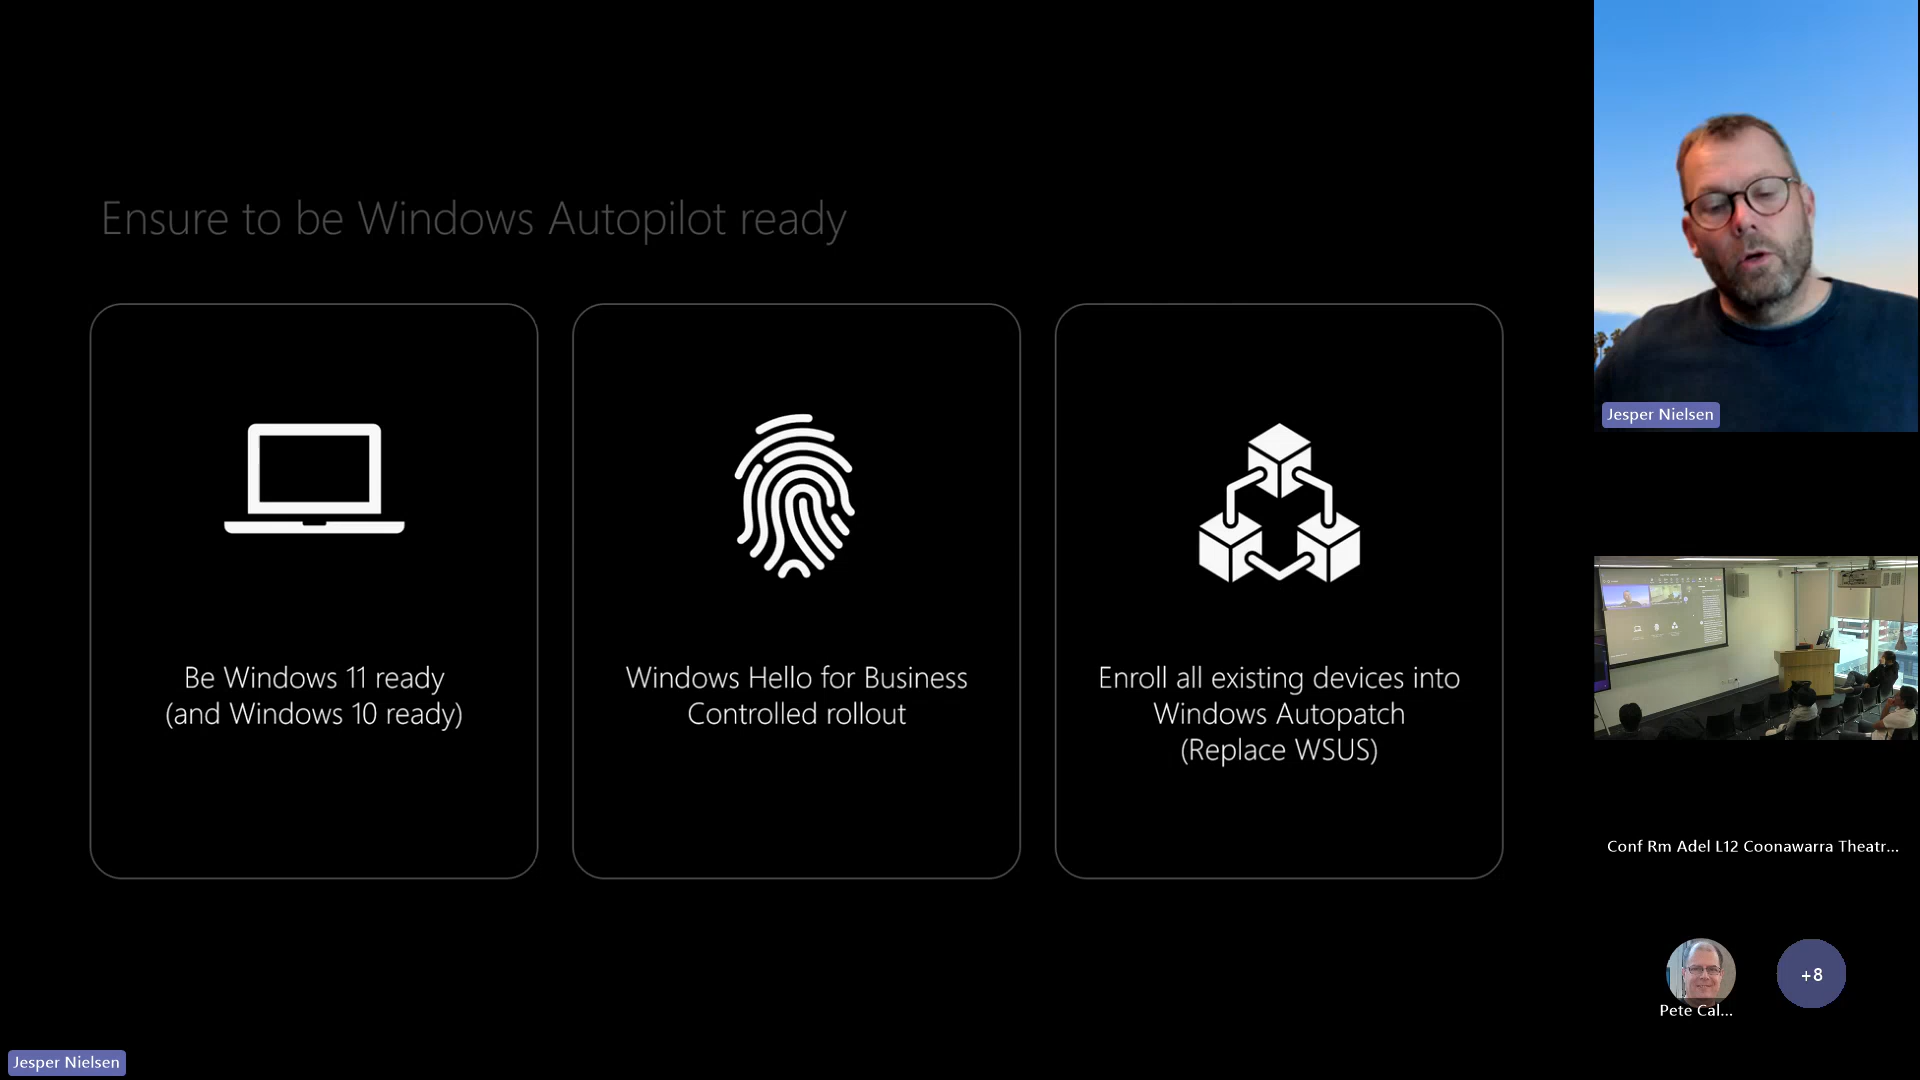 Ensure to be Windows Autopilot ready
Be Windows 11 ready
(and Windows 10 ready)
Windows Hello for Business
Controlled rollout
Enroll all existing devices into
Windows Autopatch
(Replace WSUS)
Jesper Nielsen
Conf Rm Adel L12 Coonawarra Theatr...
Pete Cal...
+8
Jesper Nielsen